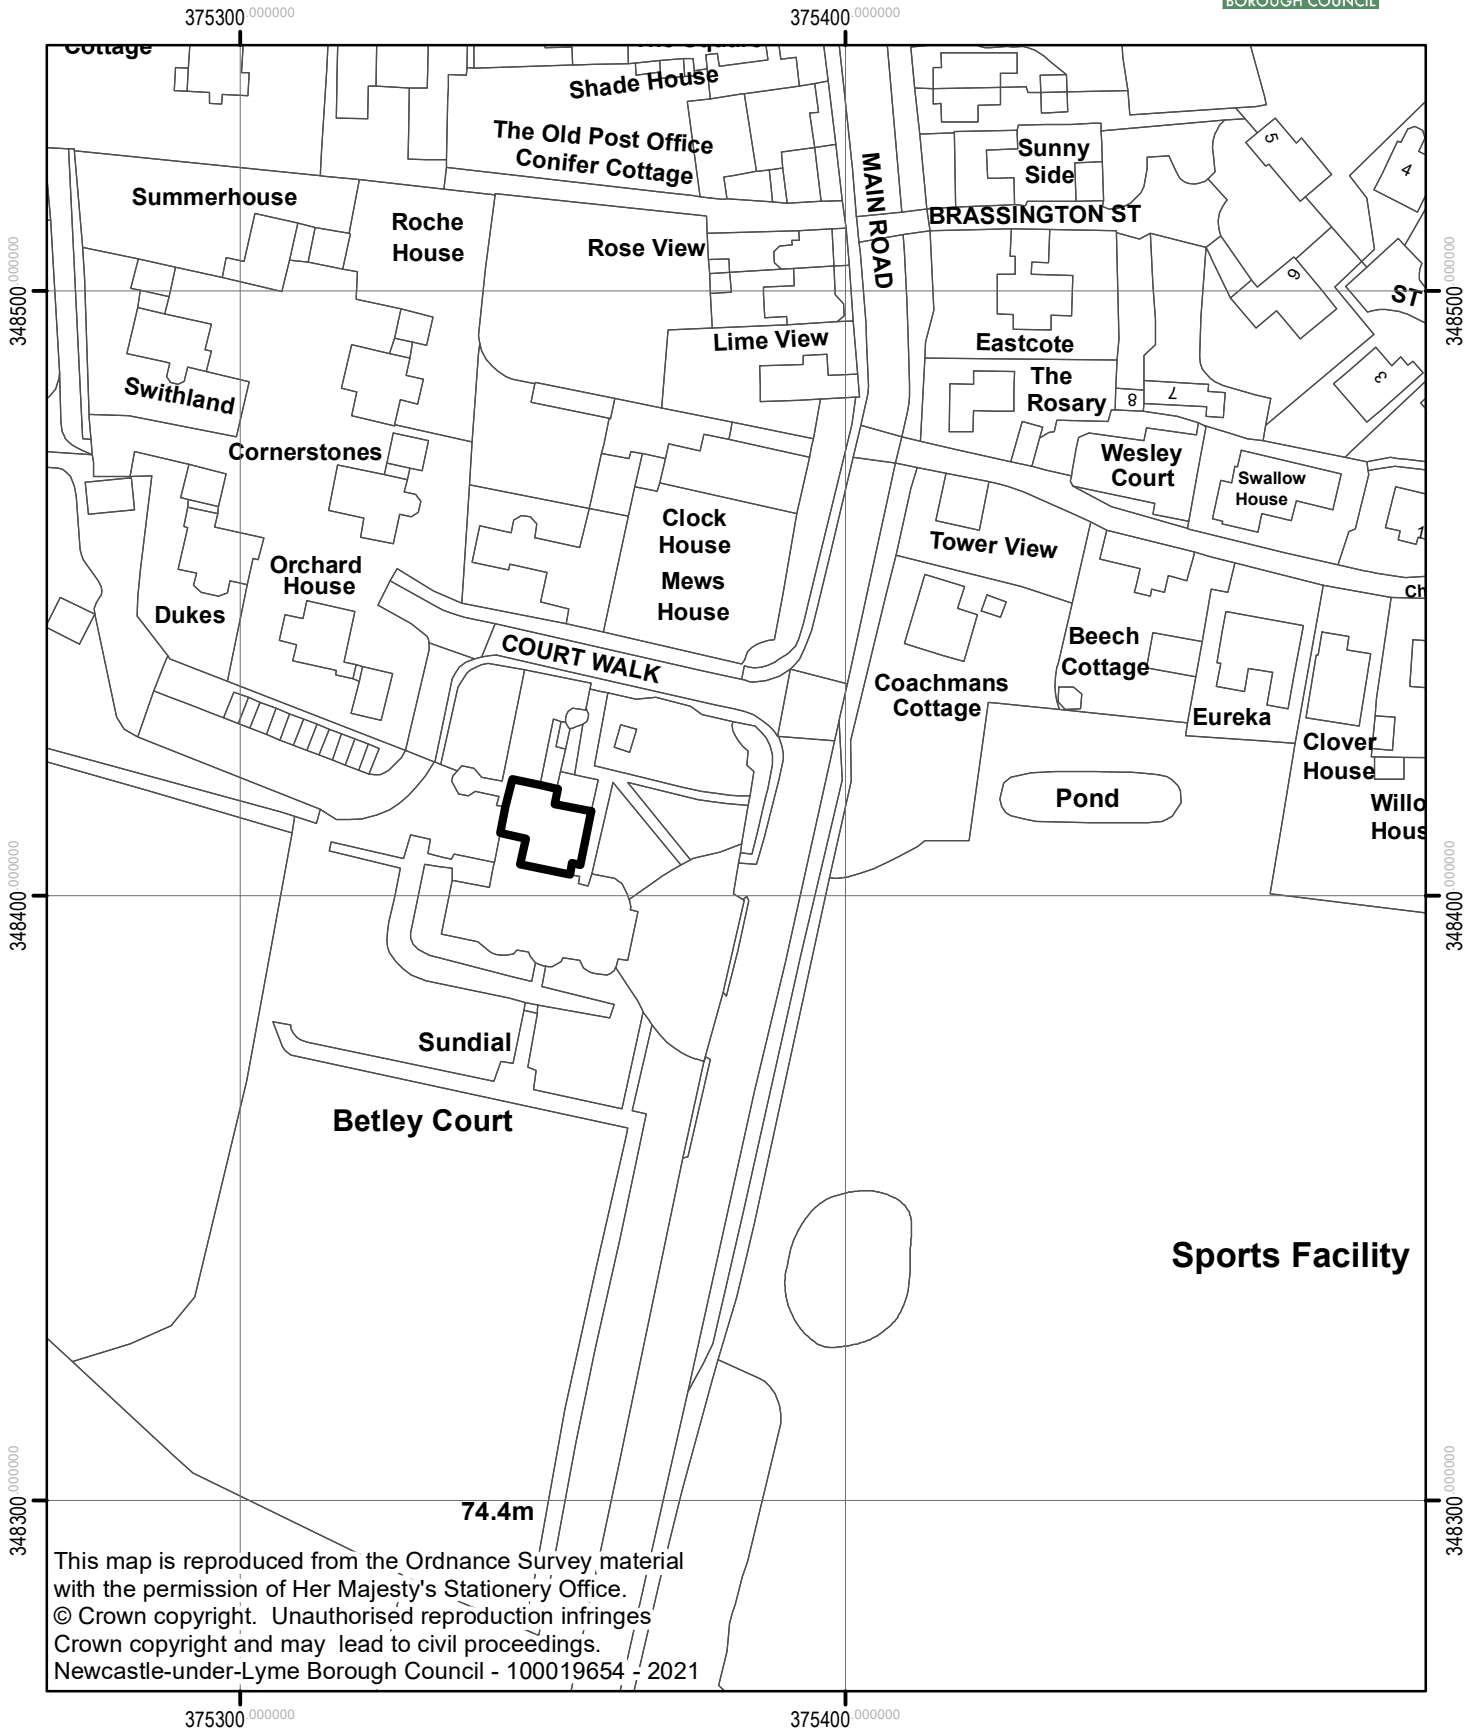 BOROUGH COUNCIL
375300.000000
375400.000000
Cottage
The Square
Shade House
The Old Post Office
Conifer Cottage
MAIN ROAD
Sunny
Side
5
4
Summerhouse
Roche
House
Rose View
BRASSINGTON ST
348500.000000
348500.000000
6
ST
Lime View
Eastcote
Swithland
The
Rosary
8
7
3
Cornerstones
Wesley
Court
Swallow
House
Clock
House
Tower View
1
Orchard
House
Mews
House
Dukes
Ch
COURT WALK
Beech
Cottage
Coachmans
Cottage
Eureka
Clover
House
Pond
Willo
Hous
348400.000000
348400.000000
Sundial
Betley Court
Sports Facility
348300.000000
348300.000000
74.4m
This map is reproduced from the Ordnance Survey material
with the permission of Her Majesty's Stationery Office.
© Crown copyright. Unauthorised reproduction infringes
Crown copyright and may lead to civil proceedings.
Newcastle-under-Lyme Borough Council - 100019654 - 2021
375300.000000
375400.000000